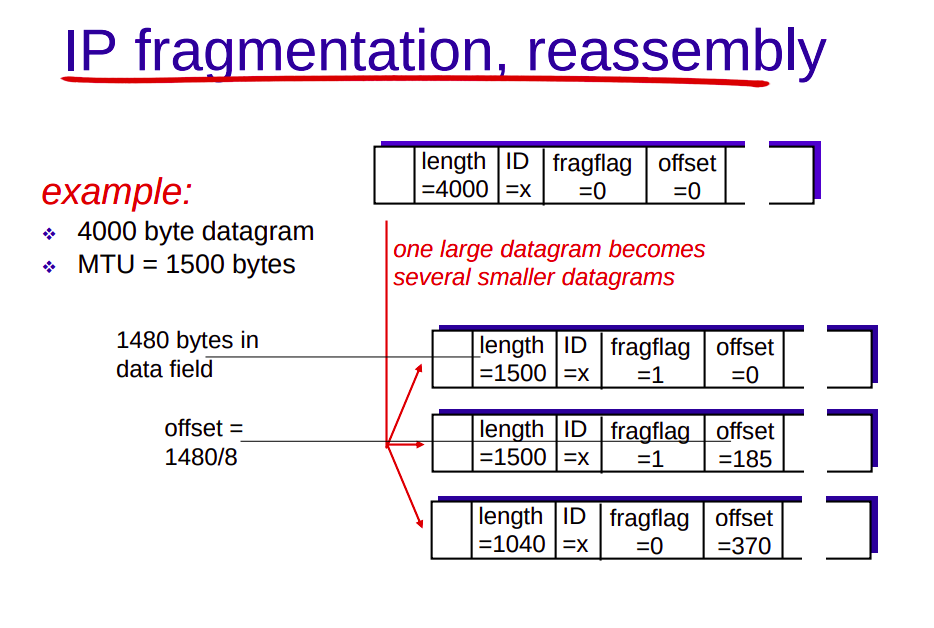 IP fragmentation, reassembly
example:
❖ 4000 byte datagram
❖ MTU = 1500 bytes
length ID fragflag offset
=4000 =x =0 =0
one large datagram becomes
several smaller datagrams
1480 bytes in
data field
length ID fragflag offset
=1500 =x =1 =0
offset =
1480/8
length ID fragflag offset
=1500 =x =1 =185
length ID fragflag offset
=1040 =x =0 =370